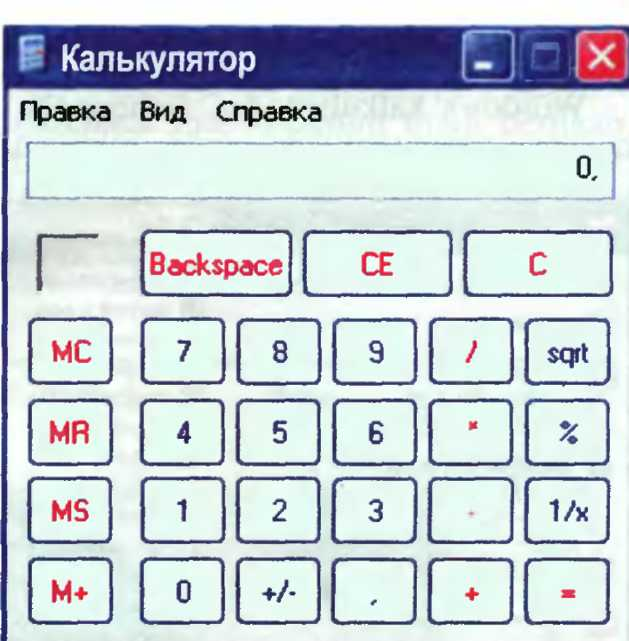 Калькулятор
Правка Вид Справка
0,
Backspace CE C
MC 7 8 9 / sqrt
MR 4 5 6 * %
MS 1 2 3 - 1/x
M+ 0 +/- , + =